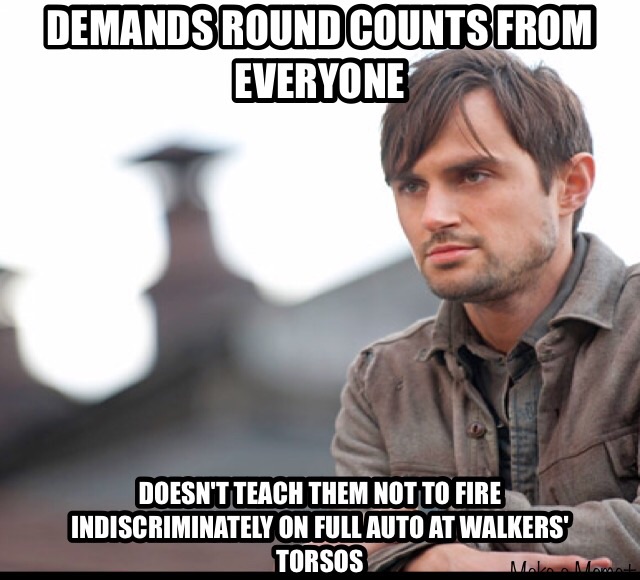 DEMANDS ROUND COUNTS FROM
EVERYONE
DOESN'T TEACH THEM NOT TO FIRE
INDISCRIMINATELY ON FULL AUTO AT WALKERS'
TORSOS